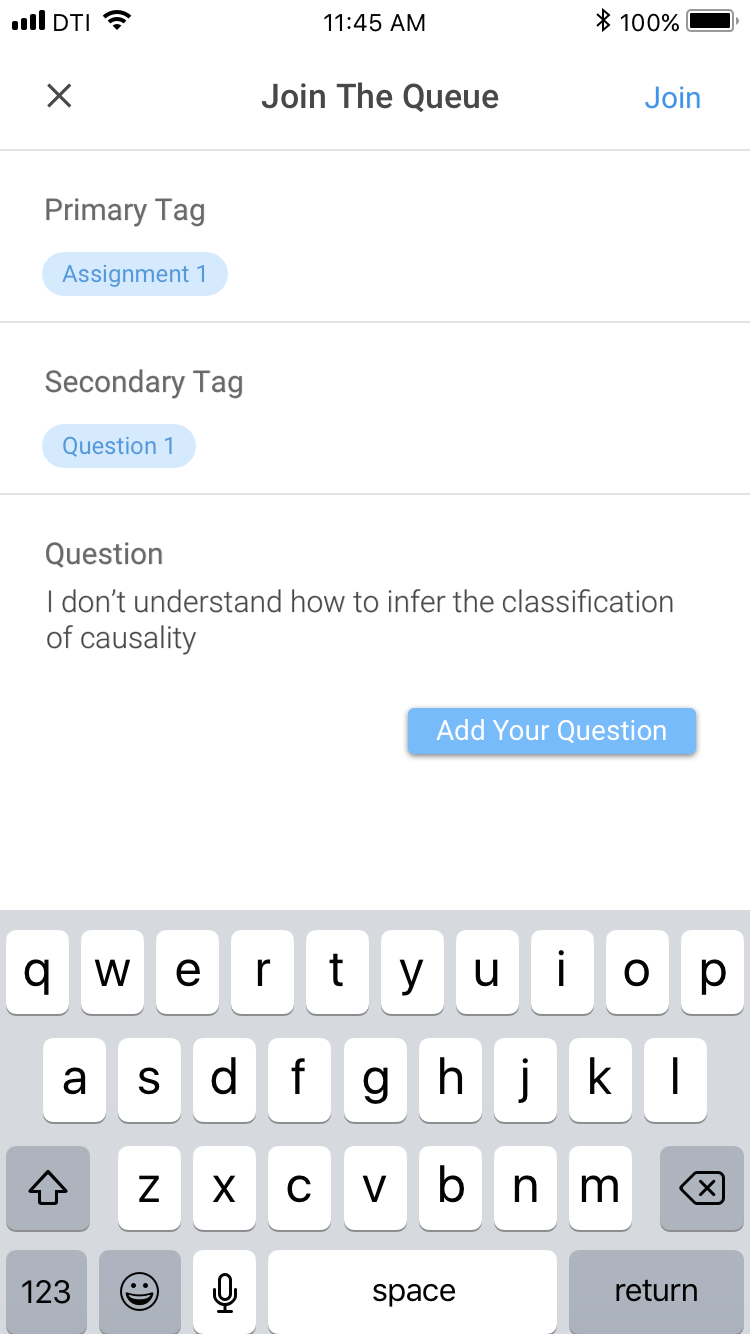 DTI 11:45 AM 100%
Join The Queue Join
Primary Tag
Assignment 1
Secondary Tag
Question 1
Question
I don’t understand how to infer the classification
of causality
Add Your Question
q w e r t y u i o p
a s d f g h j k l
z x c v b n m
123 space return